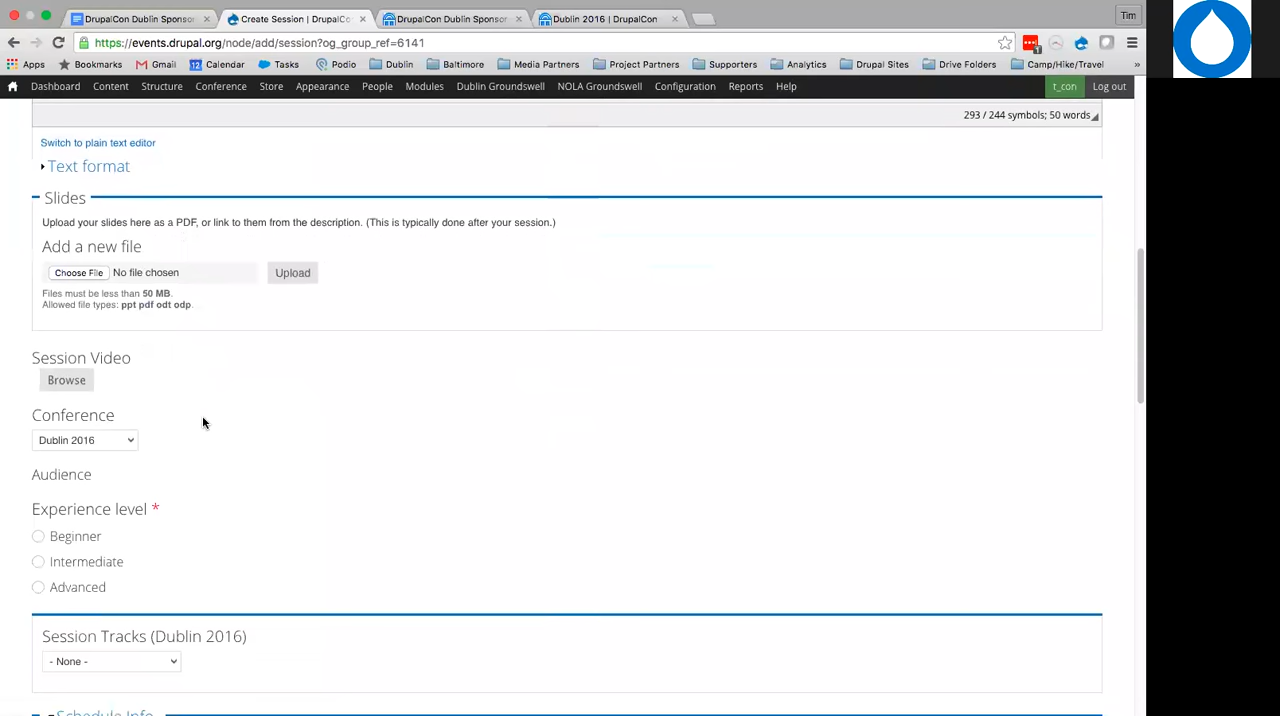 DrupalCon Dublin Sponsor
Create Session | DrupalCo
DrupalCon Dublin Sponsor
Dublin 2016 | DrupalCon
Tim
https://events.drupal.org/node/add/session?og_group_ref=6141
Apps
Bookmarks
Gmail
Calendar
Tasks
Podio
Dublin
Baltimore
Media Partners
Project Partners
Supporters
Analytics
Drupal Sites
Drive Folders
Camp/Hike/Travel
»
Dashboard
Content
Structure
Conference
Store
Appearance
People
Modules
Dublin Groundswell
NOLA Groundswell
Configuration
Reports
Help
t_con
Log out
293 / 244 symbols; 50 words
Switch to plain text editor
Text format
Slides
Upload your slides here as a PDF, or link to them from the description. (This is typically done after your session.)
Add a new file
Choose File No file chosen
Upload
Files must be less than 50 MB.
Allowed file types: ppt pdf odt odp.
Session Video
Browse
Conference
Dublin 2016
Audience
Experience level *
Beginner
Intermediate
Advanced
Session Tracks (Dublin 2016)
- None -
Schedule Info